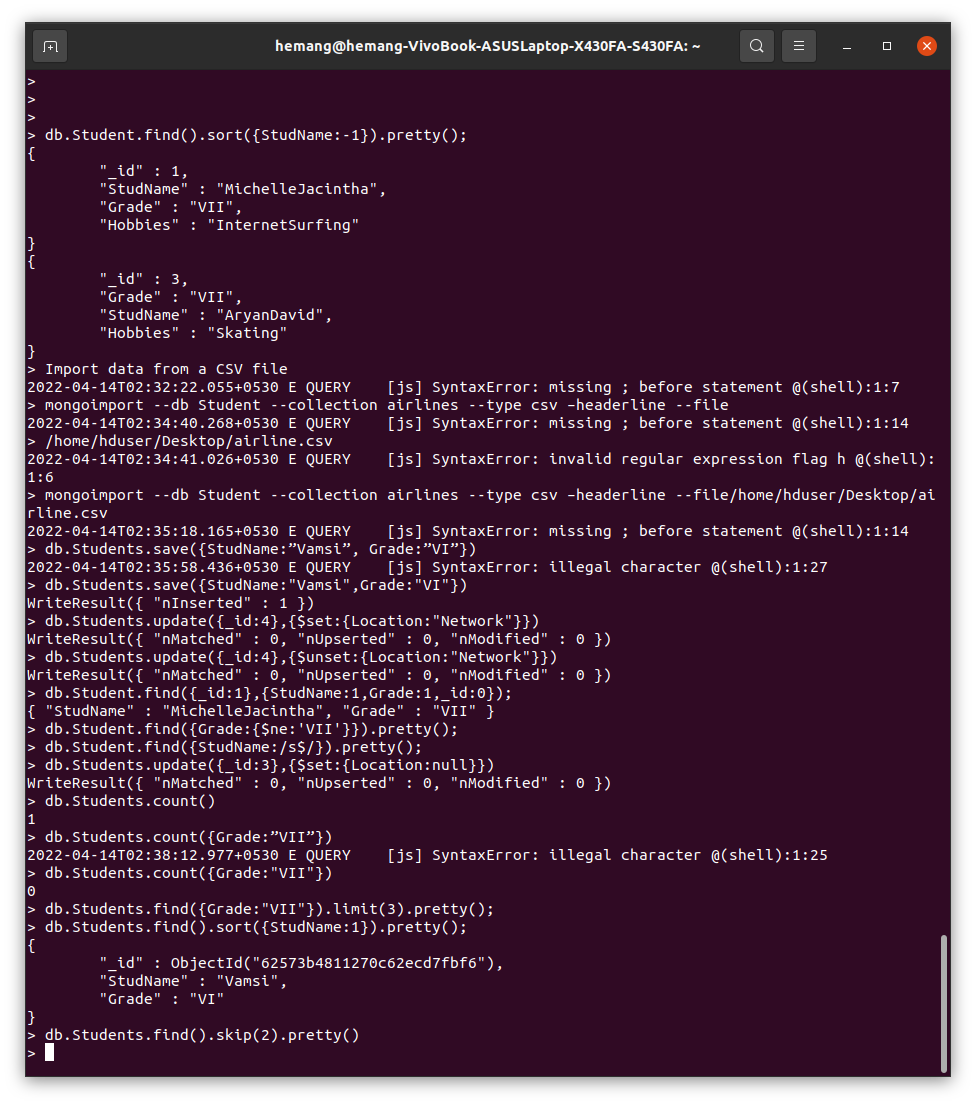 hemang@hemang-VivoBook-ASUSLaptop-X430FA-S430FA: ~
>
>
>
> db.Student.find().sort({StudName:-1}).pretty();
{
        "_id" : 1,
        "StudName" : "MichelleJacintha",
        "Grade" : "VII",
        "Hobbies" : "InternetSurfing"
}
{
        "_id" : 3,
        "Grade" : "VII",
        "StudName" : "AryanDavid",
        "Hobbies" : "Skating"
}
> Import data from a CSV file
2022-04-14T02:32:22.055+0530 E QUERY    [js] SyntaxError: missing ; before statement @(shell):1:7
> mongoimport --db Student --collection airlines --type csv –headerline --file
2022-04-14T02:34:40.268+0530 E QUERY    [js] SyntaxError: missing ; before statement @(shell):1:14
> /home/hduser/Desktop/airline.csv
2022-04-14T02:34:41.026+0530 E QUERY    [js] SyntaxError: invalid regular expression flag h @(shell):
1:6
> mongoimport --db Student --collection airlines --type csv –headerline --file/home/hduser/Desktop/ai
rline.csv
2022-04-14T02:35:18.165+0530 E QUERY    [js] SyntaxError: missing ; before statement @(shell):1:14
> db.Students.save({StudName:”Vamsi”, Grade:”VI”})
2022-04-14T02:35:58.436+0530 E QUERY    [js] SyntaxError: illegal character @(shell):1:27
> db.Students.save({StudName:"Vamsi",Grade:"VI"})
WriteResult({ "nInserted" : 1 })
> db.Students.update({_id:4},{$set:{Location:"Network"}})
WriteResult({ "nMatched" : 0, "nUpserted" : 0, "nModified" : 0 })
> db.Students.update({_id:4},{$unset:{Location:"Network"}})
WriteResult({ "nMatched" : 0, "nUpserted" : 0, "nModified" : 0 })
> db.Student.find({_id:1},{StudName:1,Grade:1,_id:0});
{ "StudName" : "MichelleJacintha", "Grade" : "VII" }
> db.Student.find({Grade:{$ne:'VII'}}).pretty();
> db.Student.find({StudName:/s$/}).pretty();
> db.Students.update({_id:3},{$set:{Location:null}})
WriteResult({ "nMatched" : 0, "nUpserted" : 0, "nModified" : 0 })
> db.Students.count()
1
> db.Students.count({Grade:”VII”})
2022-04-14T02:38:12.977+0530 E QUERY    [js] SyntaxError: illegal character @(shell):1:25
> db.Students.count({Grade:"VII"})
0
> db.Students.find({Grade:"VII"}).limit(3).pretty();
> db.Students.find().sort({StudName:1}).pretty();
{
        "_id" : ObjectId("62573b4811270c62ecd7fbf6"),
        "StudName" : "Vamsi",
        "Grade" : "VI"
}
> db.Students.find().skip(2).pretty()
>